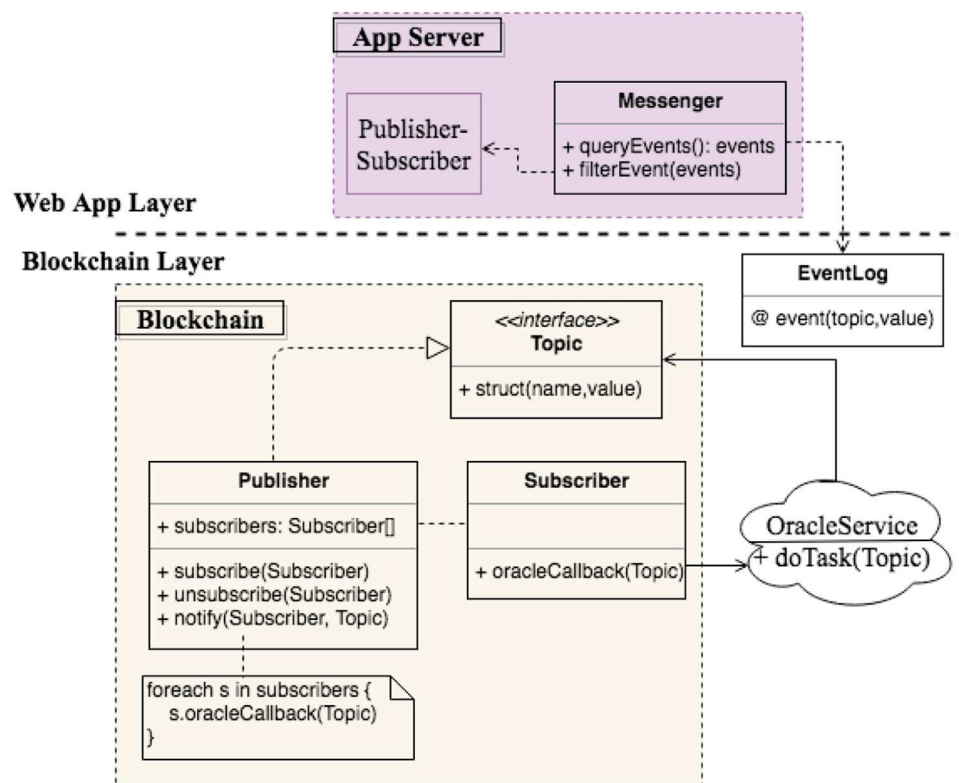 App Server
Publisher-
Subscriber
Messenger
+ queryEvents(): events
+ filterEvent(events)
Web App Layer
Blockchain Layer
EventLog
@ event(topic,value)
Blockchain
<<interface>>
Topic
+ struct(name,value)
Publisher
+ subscribers: Subscriber[]
+ subscribe(Subscriber)
+ unsubscribe(Subscriber)
+ notify(Subscriber, Topic)
Subscriber
+ oracleCallback(Topic)
OracleService
+ doTask(Topic)
foreach s in subscribers {
s.oracleCallback(Topic)
}